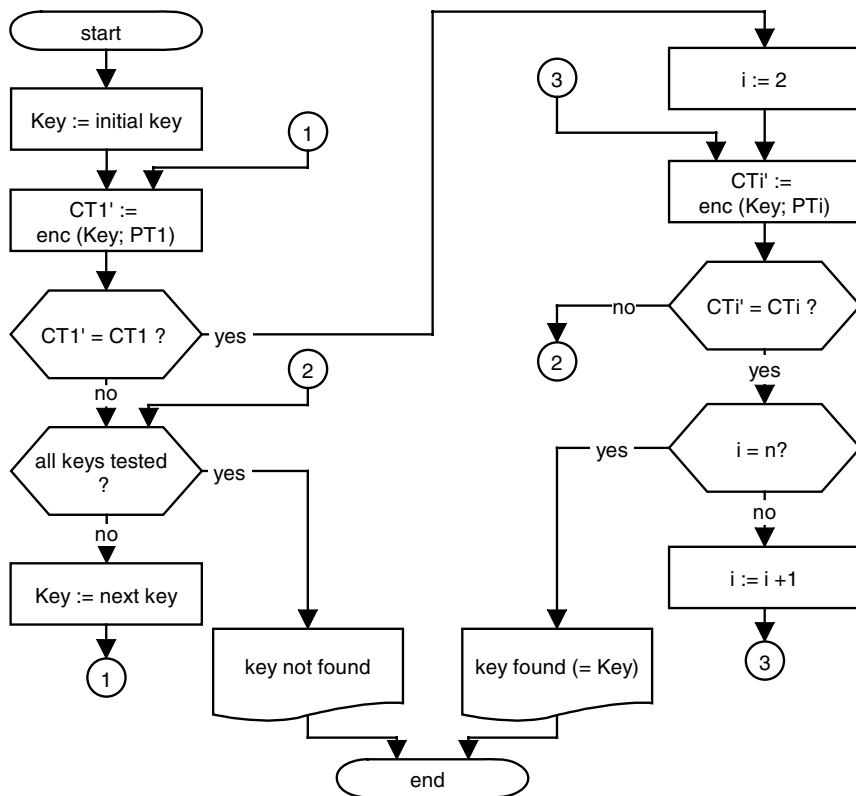 start
Key := initial key
1
CT1' :=
enc (Key; PT1)
CT1' = CT1 ?
yes
no
2
all keys tested
?
yes
no
Key := next key
1
key not found
i := 2
3
CTi' :=
enc (Key; PTi)
CTi' = CTi ?
no
2
yes
i = n?
yes
no
i := i +1
3
key found (= Key)
end